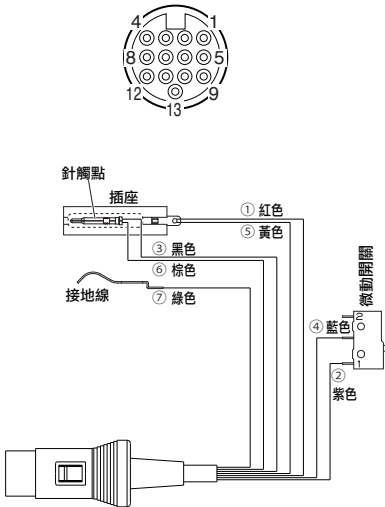 4 1
8 5
12 9
13
針觸點
插座
① 紅色
⑤ 黃色
③ 黑色
⑥ 棕色
接地線
⑦ 綠色
微動開關
2
④ 藍色
1
②
紫色